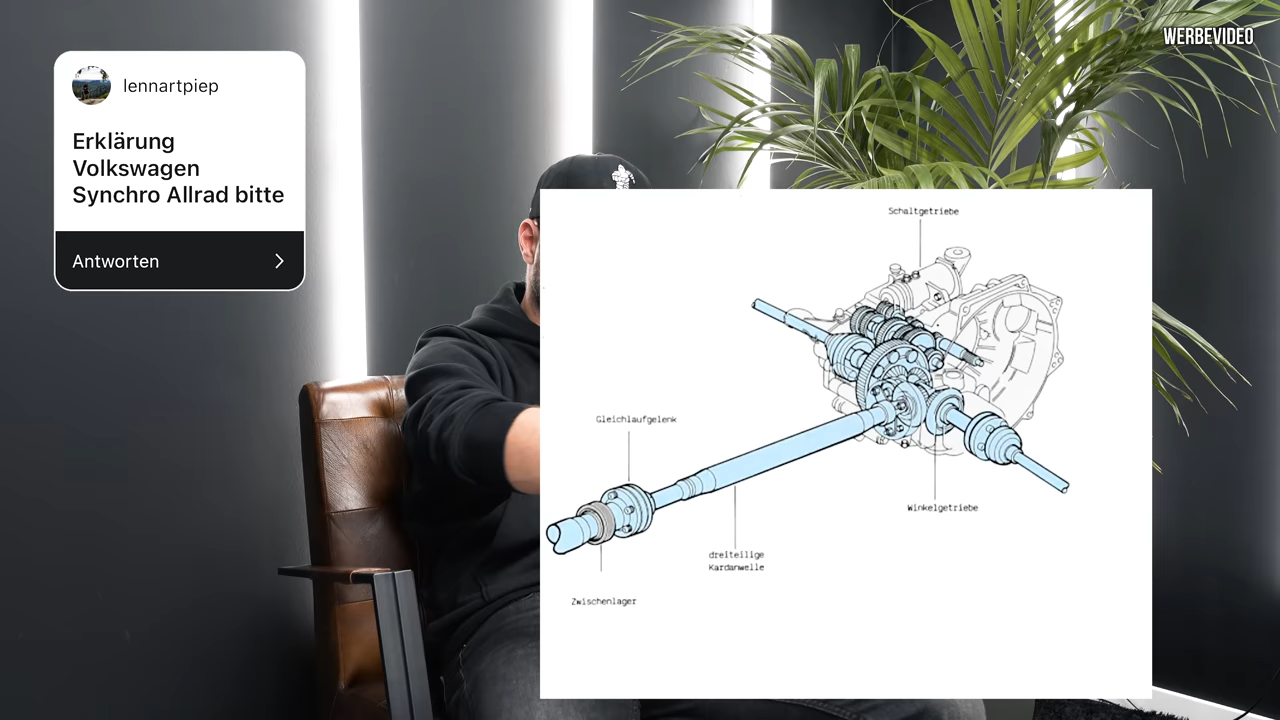 WERBEVIDEO
lennartpiep
Erklärung
Volkswagen
Synchro Allrad bitte
Antworten
Schaltgetriebe
Gleichlaufgelenk
Winkelgetriebe
dreiteilige
Kardanwelle
Zwischenlager